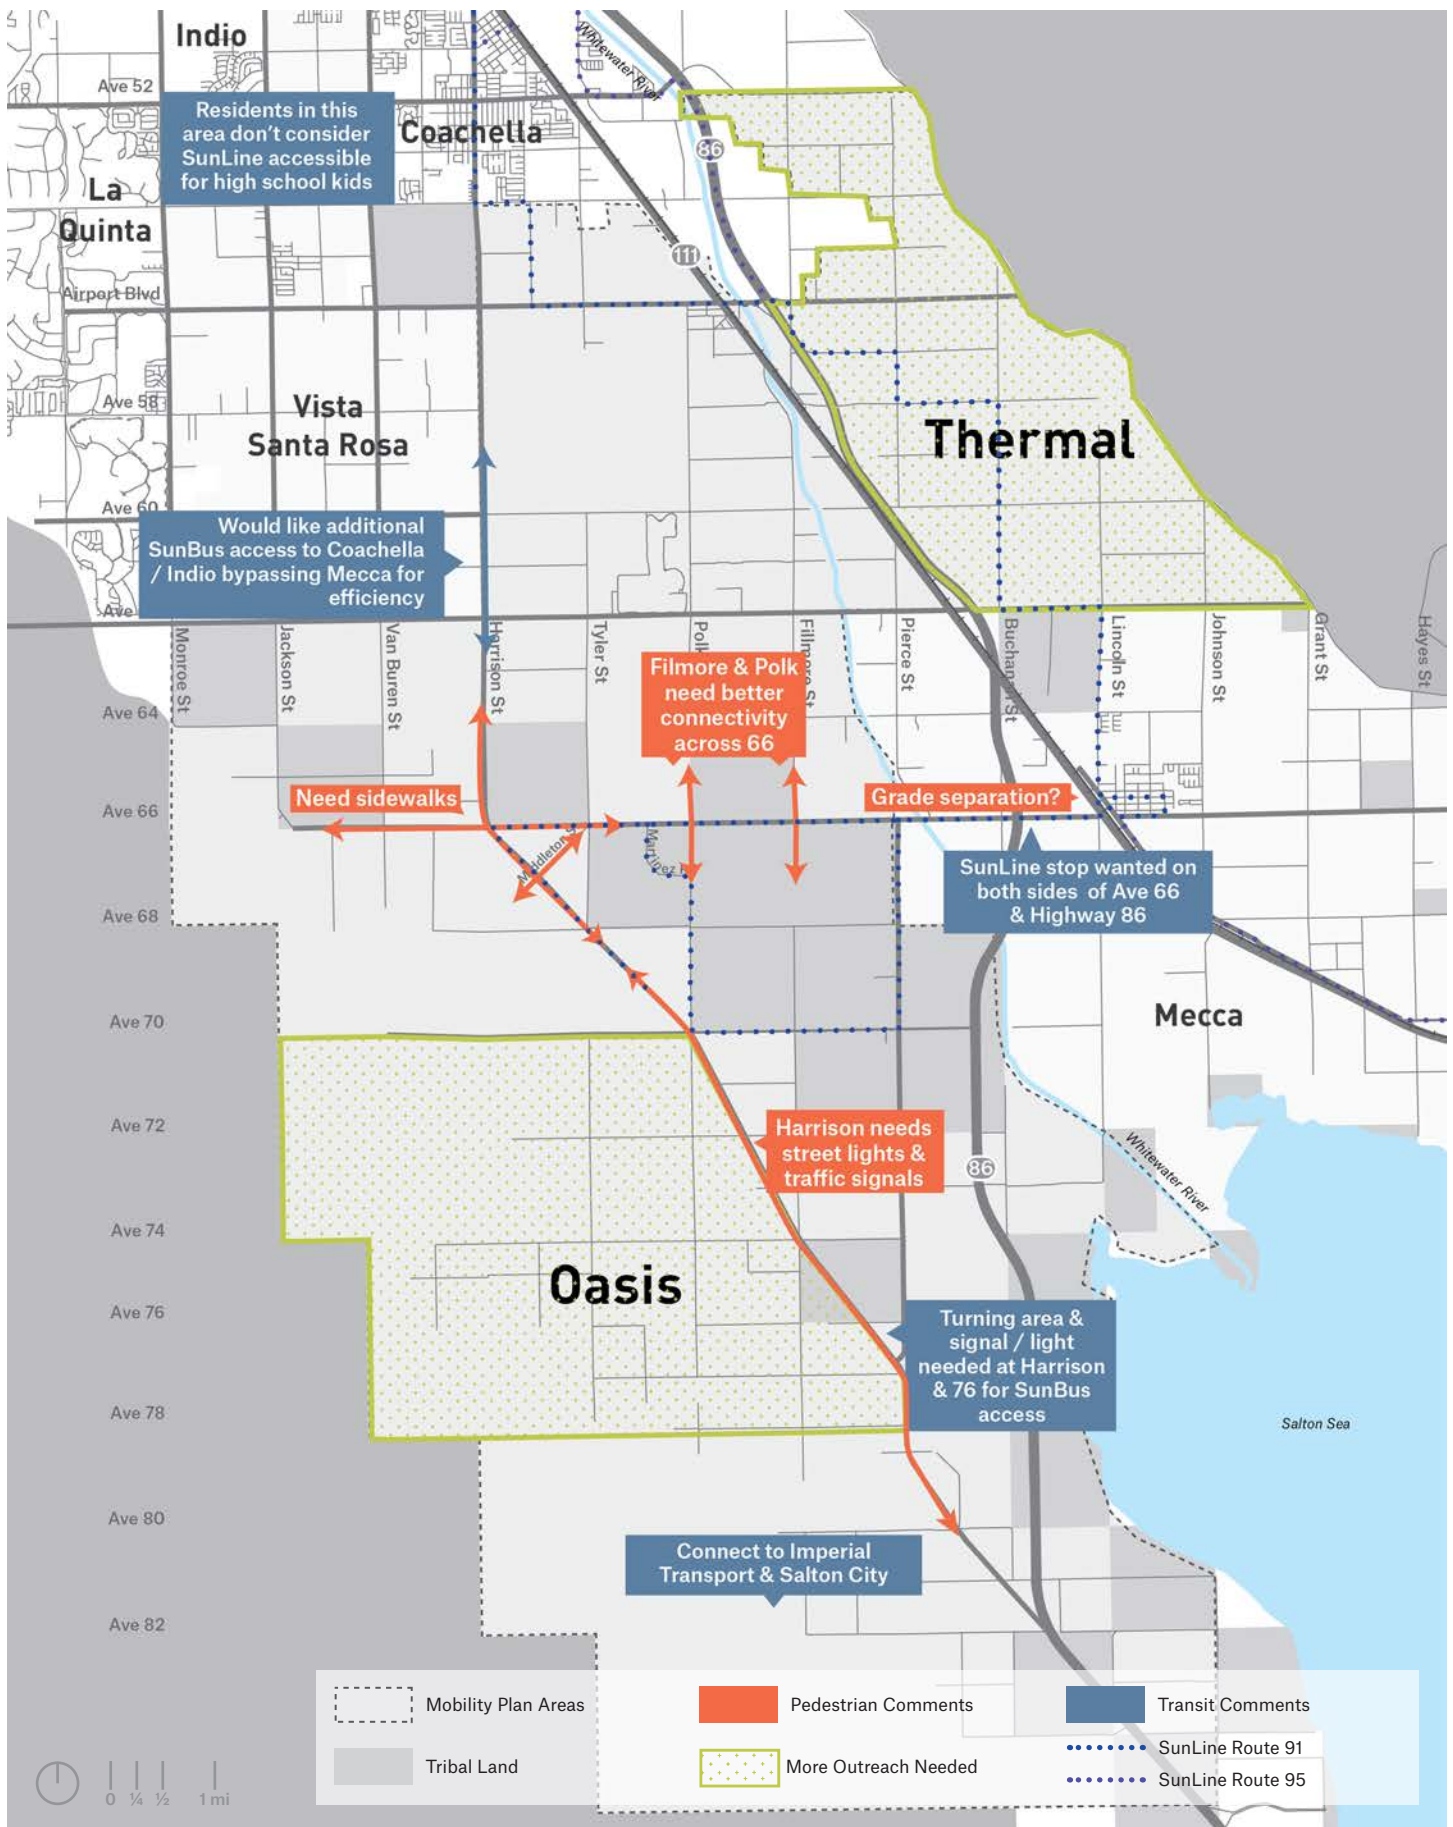 Indio
Whitewater River
Ave 52
Residents in this
area don't consider
SunLine accessible
for high school kids
Coachella
86
La
Quinta
111
Airport Blvd
Ave 58
Vista
Santa Rosa
Thermal
Ave 60
Would like additional
SunBus access to Coachella
/ Indio bypassing Mecca for
efficiency
Ave
Monroe St
Jackson St
Van Buren St
Harrison St
Tyler St
Polk
Fillmore St
Pierce St
Buchanan St
Lincoln St
Johnson St
Grant St
Hayes St
Filmore & Polk
need better
connectivity
across 66
Ave 64
Need sidewalks
Grade separation?
Ave 66
Middleton S
Martinez
SunLine stop wanted on
both sides of Ave 66
& Highway 86
Ave 68
Mecca
Ave 70
Harrison needs
street lights &
traffic signals
Ave 72
Whitewater River
86
Ave 74
Oasis
Ave 76
Turning area &
signal / light
needed at Harrison
& 76 for SunBus
access
Ave 78
Salton Sea
Ave 80
Connect to Imperial
Transport & Salton City
Ave 82
Mobility Plan Areas
Pedestrian Comments
Transit Comments
Tribal Land
More Outreach Needed
SunLine Route 91
SunLine Route 95
0 ¼ ½ 1 mi